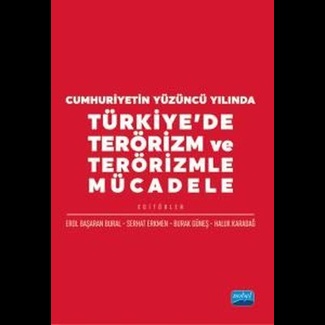 CUMHURİYETİN YÜZÜNCÜ YILINDA
TÜRKİYE'DE
TERÖRİZM ve
TERÖRİZMLE
MÜCADELE
EDİTÖRLER
EROL BAŞARAN BURAL - SERHAT ERKMEN - BURAK GÜNEŞ - HALUK KARADAĞ
nobel